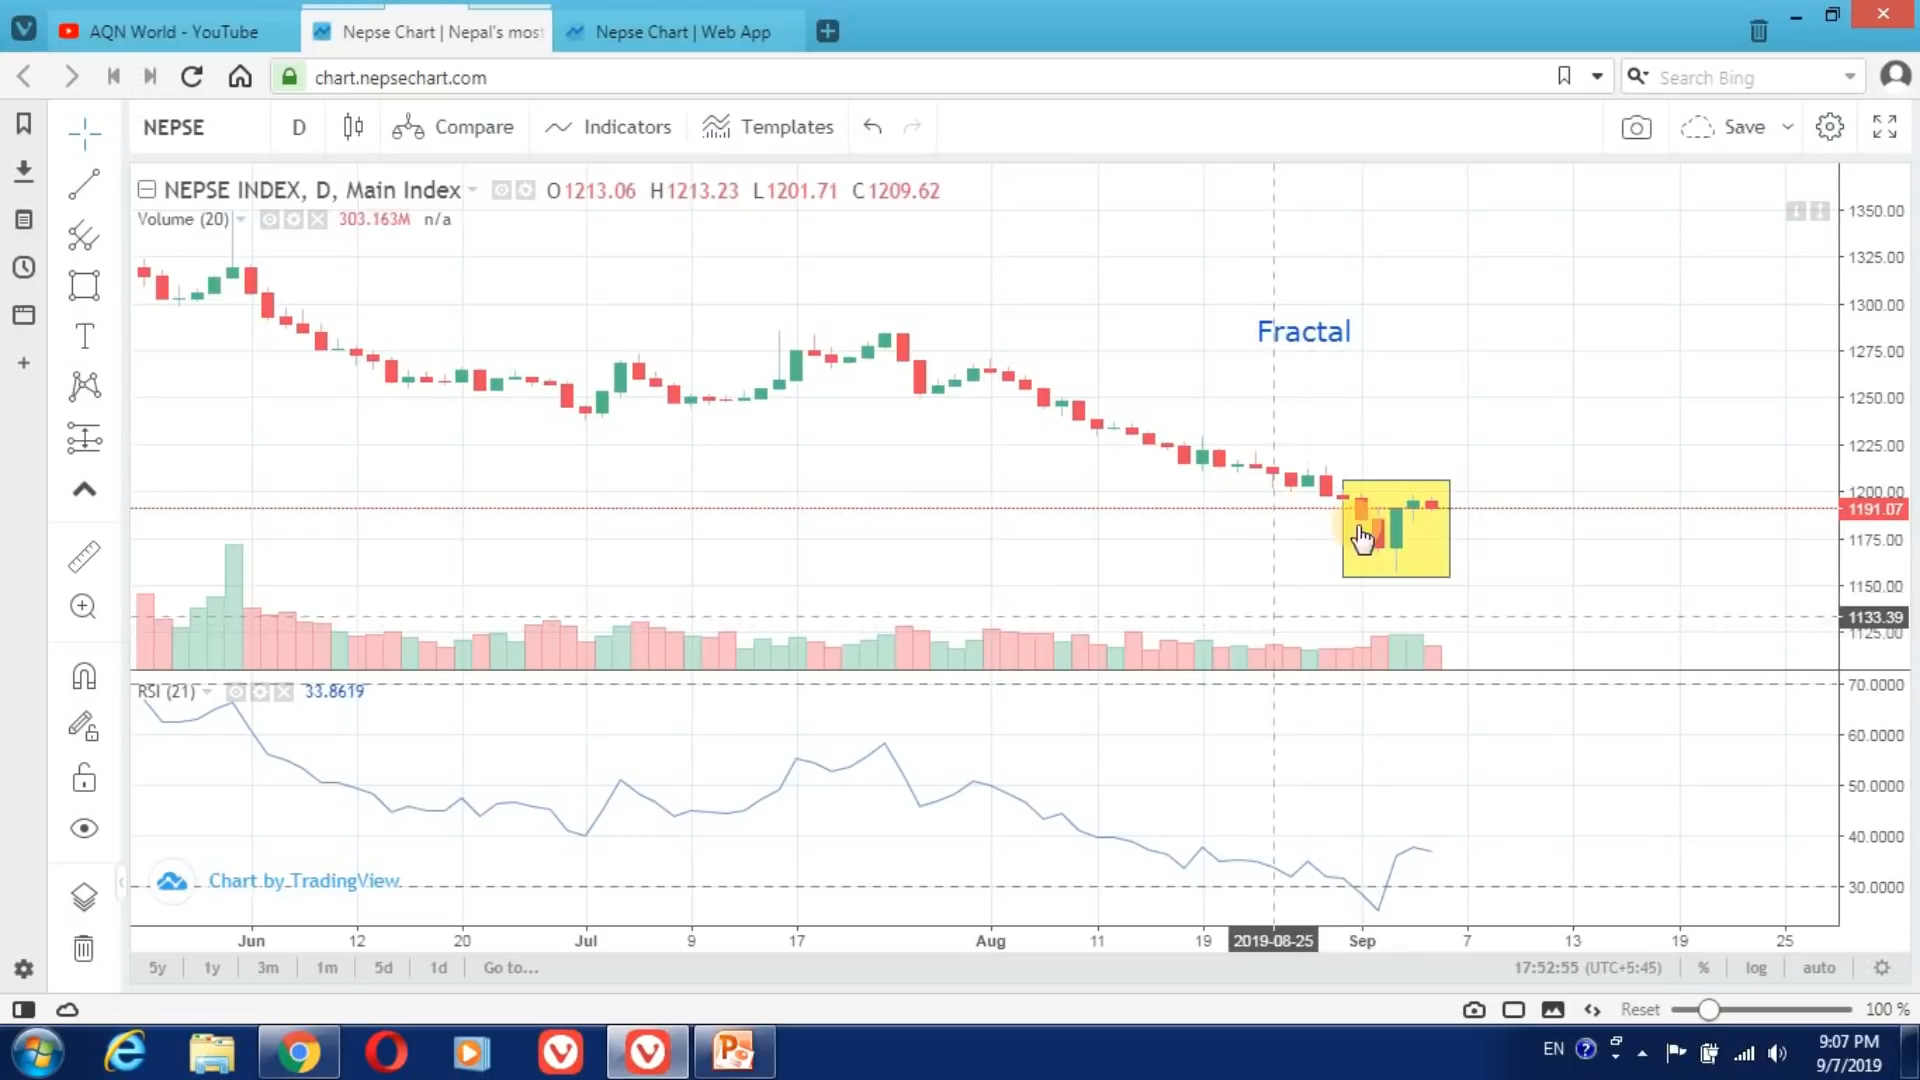 AQN World - YouTube
Nepse Chart | Nepal's most
Nepse Chart | Web App
chart.nepsechart.com
Search Bing
NEPSE
D
Compare
Indicators
Templates
Save
NEPSE INDEX, D, Main Index
O1213.06 H1213.23 L1201.71 C1209.62
Volume (20)
303.163M n/a
Fractal
1350.00
1325.00
1300.00
1275.00
1250.00
1225.00
1200.00
1191.07
1175.00
1150.00
1133.39
1125.00
RSI (21)
33.8619
70.0000
60.0000
50.0000
40.0000
30.0000
Chart by TradingView
Jun 12 20 Jul 9 17 Aug 11 19 2019-08-25 Sep 7 13 19 25
5y 1y 3m 1m 5d 1d Go to...
17:52:55 (UTC+5:45) % log auto
Reset 100 %
EN
9:07 PM
9/7/2019